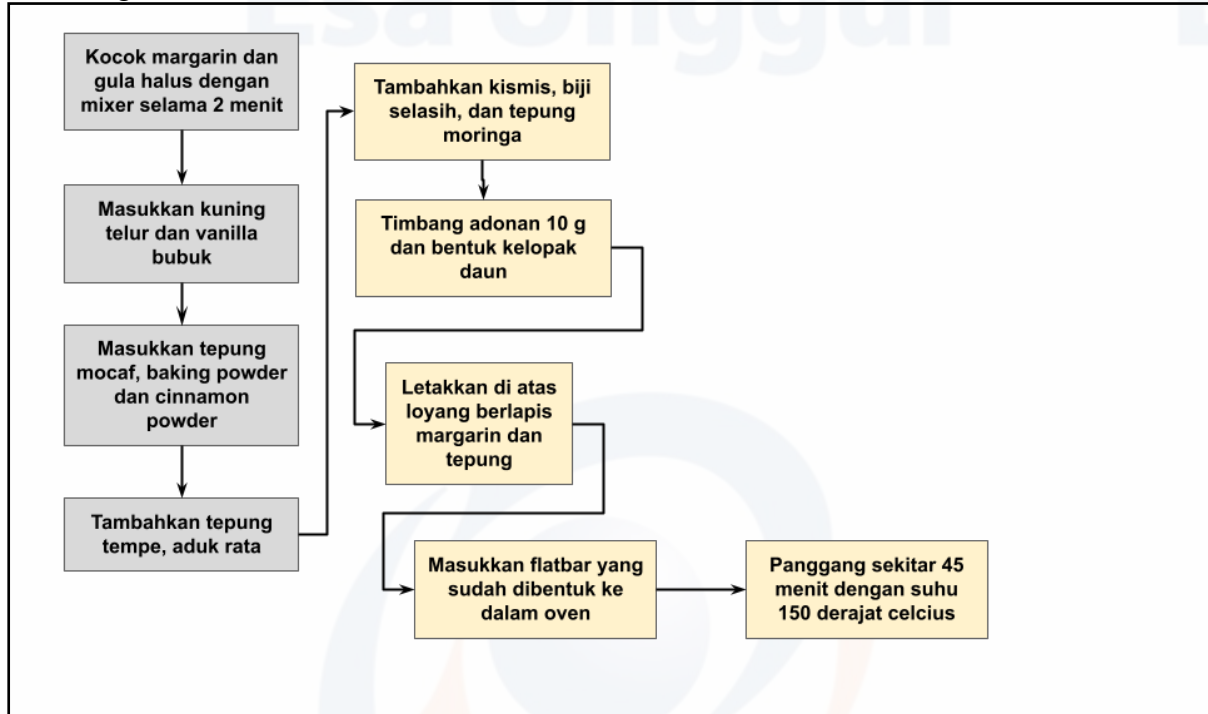 Esa Unggul
Kocok margarin dan
gula halus dengan
mixer selama 2 menit
Masukkan kuning
telur dan vanilla
bubuk
Masukkan tepung
mocaf, baking powder
dan cinnamon
powder
Tambahkan tepung
tempe, aduk rata
Tambahkan kismis, biji
selasih, dan tepung
moringa
Timbang adonan 10 g
dan bentuk kelopak
daun
Letakkan di atas
loyang berlapis
margarin dan
tepung
Masukkan flatbar yang
sudah dibentuk ke
dalam oven
Panggang sekitar 45
menit dengan suhu
150 derajat celcius